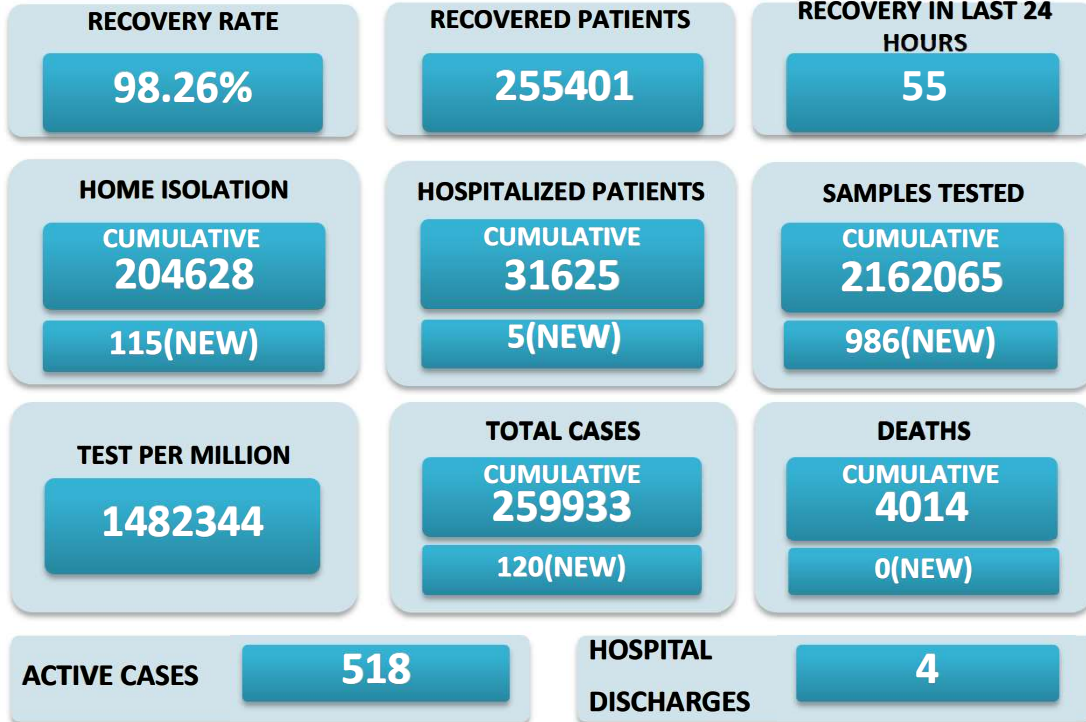 RECOVERY RATE
98.26%
RECOVERED PATIENTS
255401
RECOVERY IN LAST 24
HOURS
55
HOME ISOLATION
CUMULATIVE
204628
115(NEW)
HOSPITALIZED PATIENTS
CUMULATIVE
31625
5(NEW)
SAMPLES TESTED
CUMULATIVE
2162065
986(NEW)
TEST PER MILLION
1482344
TOTAL CASES
CUMULATIVE
259933
120(NEW)
DEATHS
CUMULATIVE
4014
0(NEW)
ACTIVE CASES
518
HOSPITAL
DISCHARGES
4